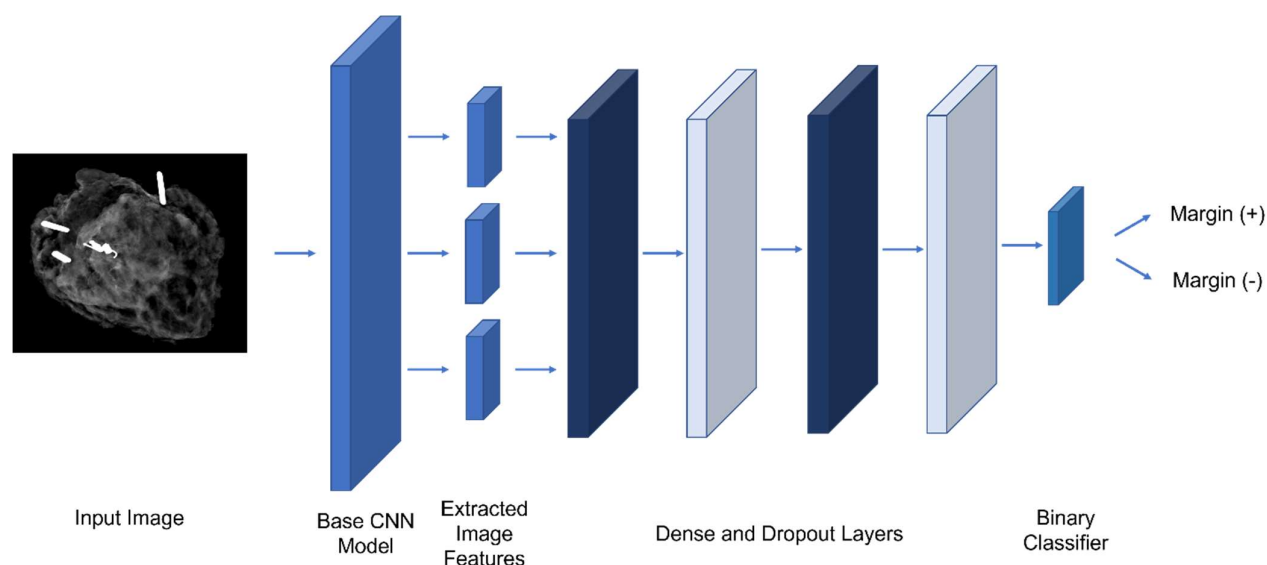 Margin (+)
Margin (-)
Input Image
Base CNN
Model
Extracted
Image
Features
Dense and Dropout Layers
Binary
Classifier